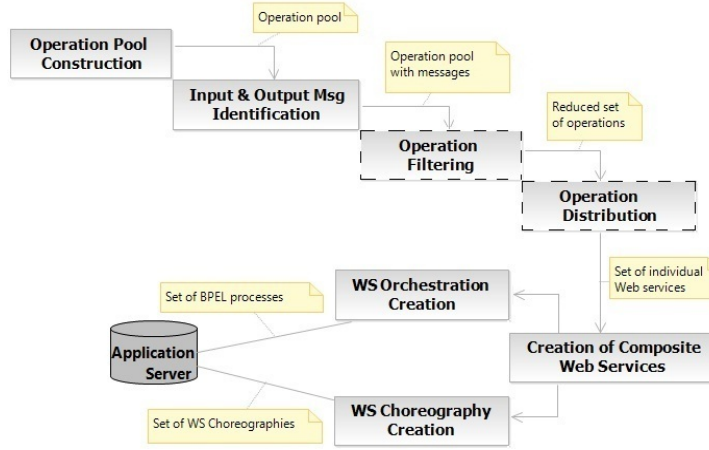 Operation pool
Operation Pool
Construction
Operation pool
with messages
Input & Output Msg
Identification
Reduced set
of operations
Operation
Filtering
Operation
Distribution
Set of individual
Web services
WS Orchestration
Creation
Set of BPEL processes
Application
Server
Creation of Composite
Web Services
WS Choreography
Creation
Set of WS Choreographies